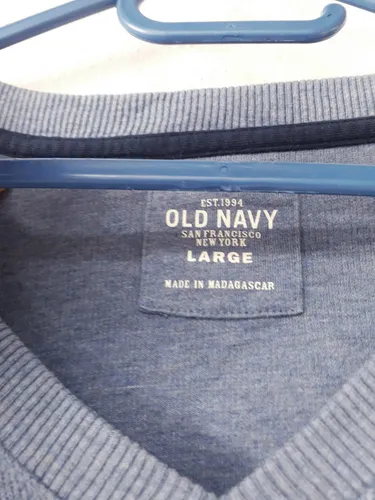 EST.1994
OLD NAVY
SAN FRANCISCO
NEW YORK
LARGE
MADE IN MADAGASCAR